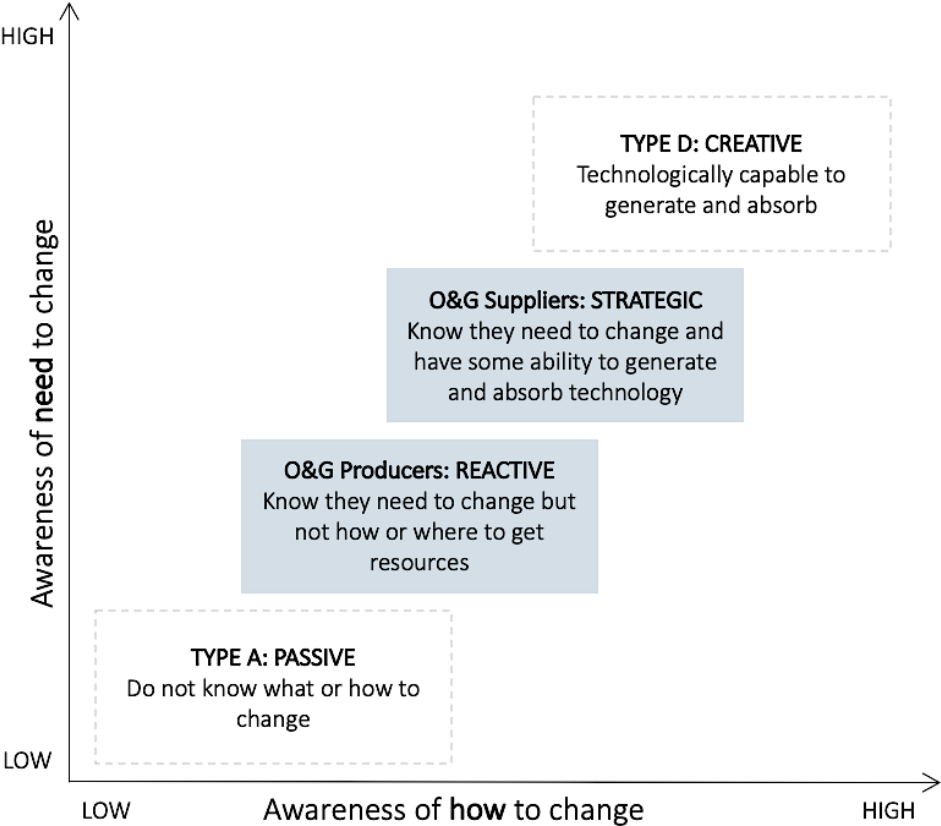 HIGH
TYPE D: CREATIVE
Technologically capable to
generate and absorb
O&G Suppliers: STRATEGIC
Know they need to change and
have some ability to generate
and absorb technology
Awareness of need to change
O&G Producers: REACTIVE
Know they need to change but
not how or where to get
resources
TYPE A: PASSIVE
Do not know what or how to
change
LOW
LOW
Awareness of how to change
HIGH